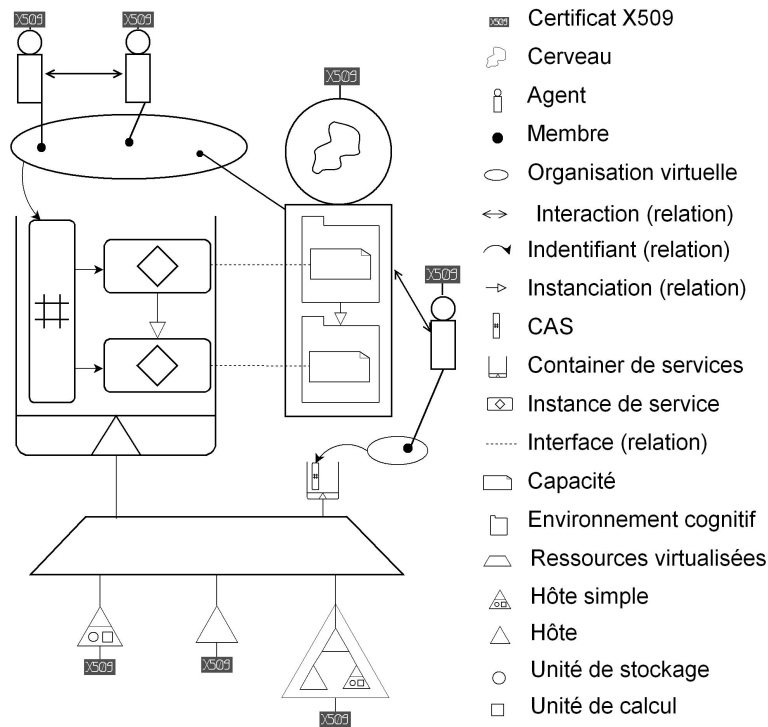 X509
X509
X509
X509
X509
X509
X509
X509 Certificat X509
Cerveau
Agent
Membre
Organisation virtuelle
Interaction (relation)
Indentifiant (relation)
Instanciation (relation)
CAS
Container de services
Instance de service
Interface (relation)
Capacité
Environnement cognitif
Ressources virtualisées
Hôte simple
Hôte
Unité de stockage
Unité de calcul